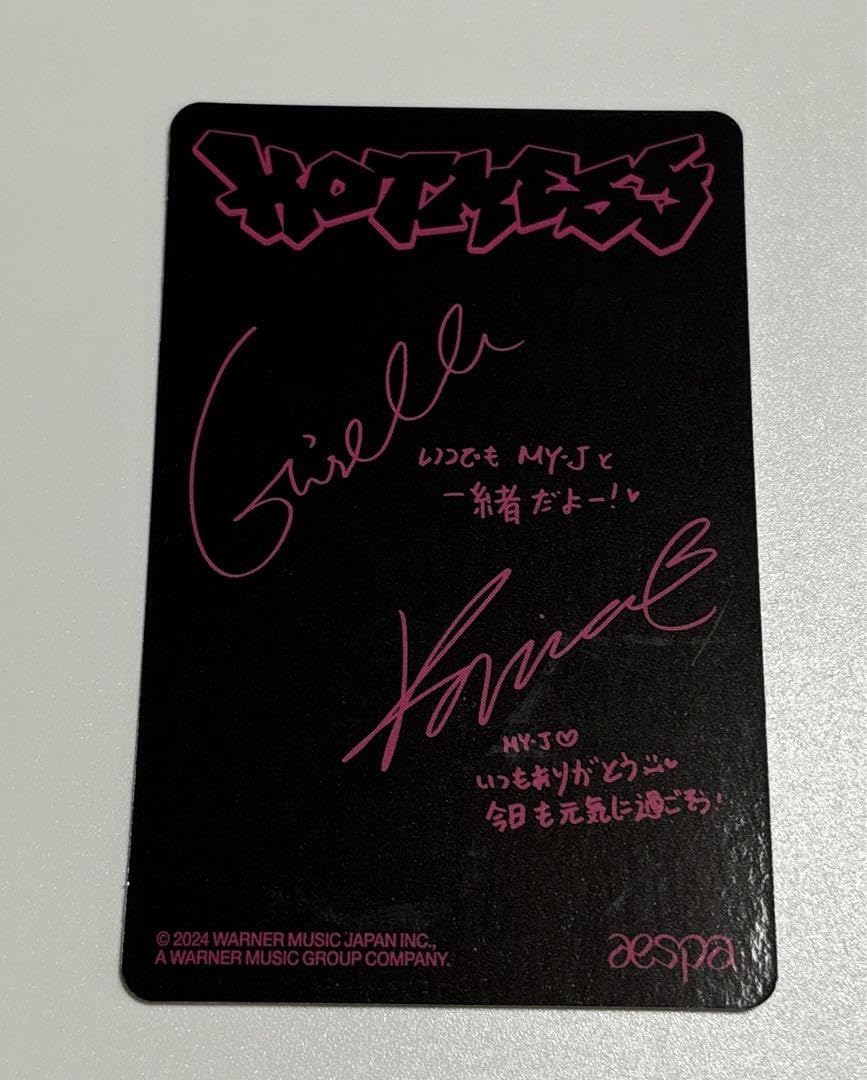 HOTMESS
Giselle
いつでも MY-Jと
一緒だよー!♥
Karina
MY-J♡
いつもありがとう♥
今日も元気に過ごそう!
© 2024 WARNER MUSIC JAPAN INC.,
A WARNER MUSIC GROUP COMPANY.
aespa